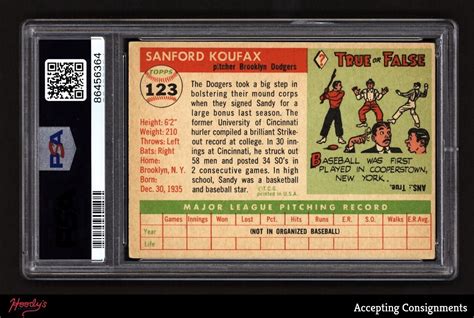 SANFORD KOUFAX
pitcher Brooklyn Dodgers
TOPPS
123
Height: 6'2"
Weight: 210
Throws: Left
Bats: Right
Home:
Brooklyn, N. Y.
Born:
Dec. 30, 1935
The Dodgers took a big step in
bolstering their mound corps
when they signed Sandy for a
large bonus last season. The
former University of Cincinnati
hurler compiled a brilliant Strike-
out record at college. In 30 inn-
ings at Cincinnati, he struck out
58 men and posted 34 SO's in
2 consecutive games. In high
school, Sandy was a basketball and
baseball star.
©T.C.G.
printed in U.S.A.
?
TRUE OR FALSE
BASEBALL WAS FIRST
PLAYED IN COOPERSTOWN,
NEW YORK.
ANS. True.
MAJOR LEAGUE PITCHING RECORD
Games
Innings
Won
Lost
Pct.
Hits
Runs
E.R.
S.O.
Walks
E.R.Avg.
Year
Life
(NOT IN ORGANIZED BASEBALL)
86456364
PSA
Hoody's
Accepting Consignments